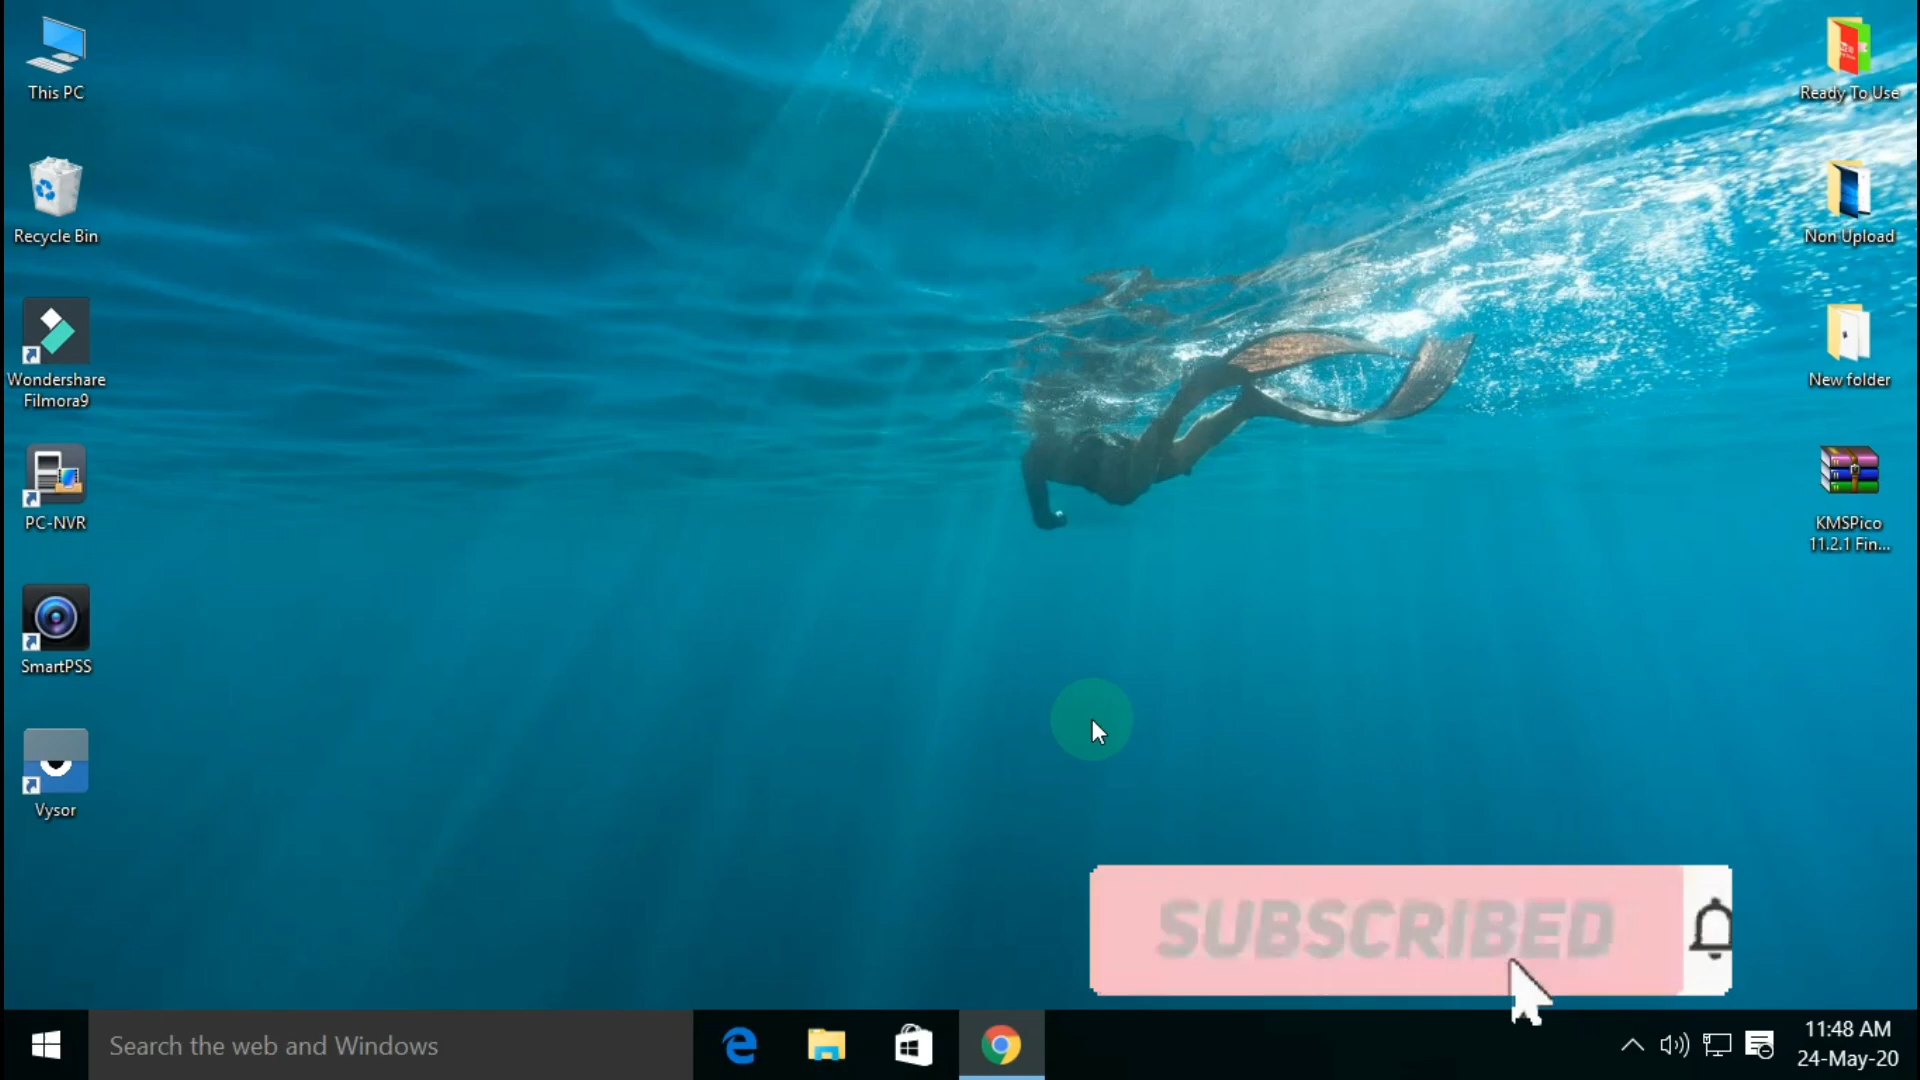 This PC
Recycle Bin
Wondershare
Filmora9
PC-NVR
SmartPSS
Vysor
Ready To Use
Non Upload
New folder
KMSPico
11.2.1 Fin...
SUBSCRIBED
Search the web and Windows
11:48 AM
24-May-20